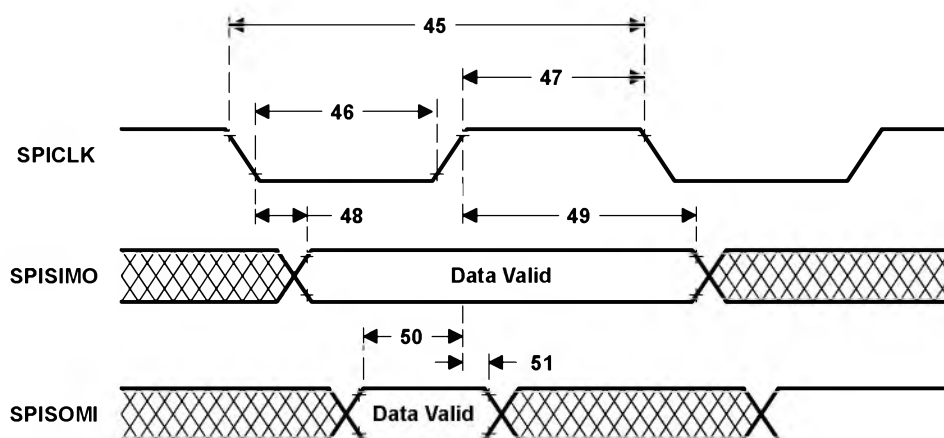 45
47
46
SPICLK
48
49
SPISIMO
Data Valid
50
51
SPISOMI
Data Valid